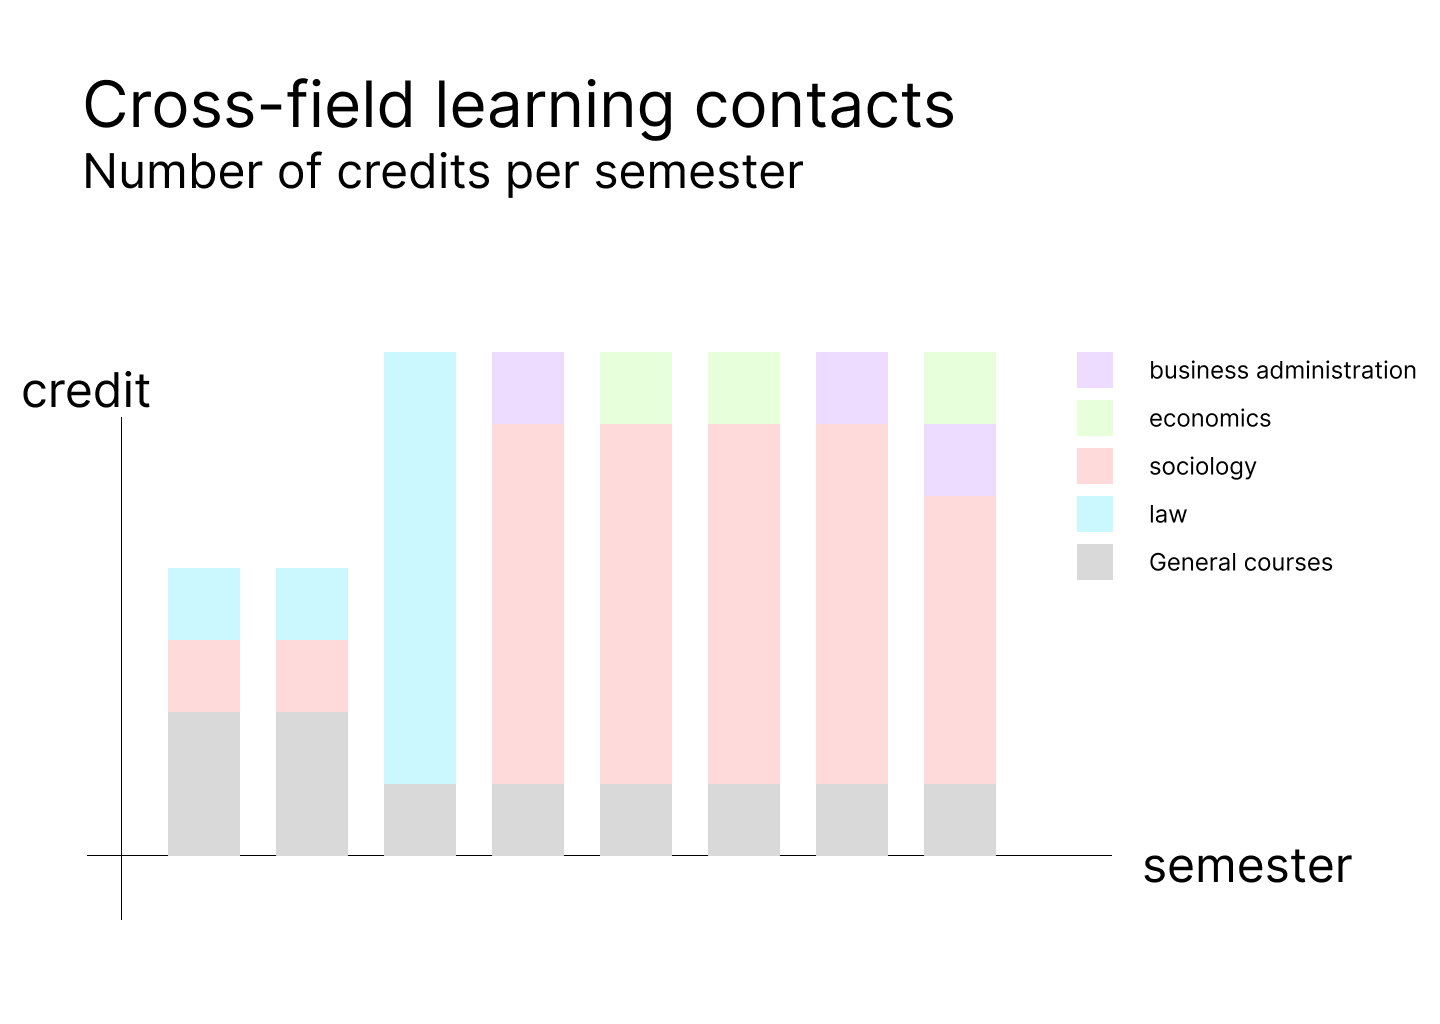 Cross-field learning contacts
Number of credits per semester
credit
business administration
economics
sociology
law
General courses
semester